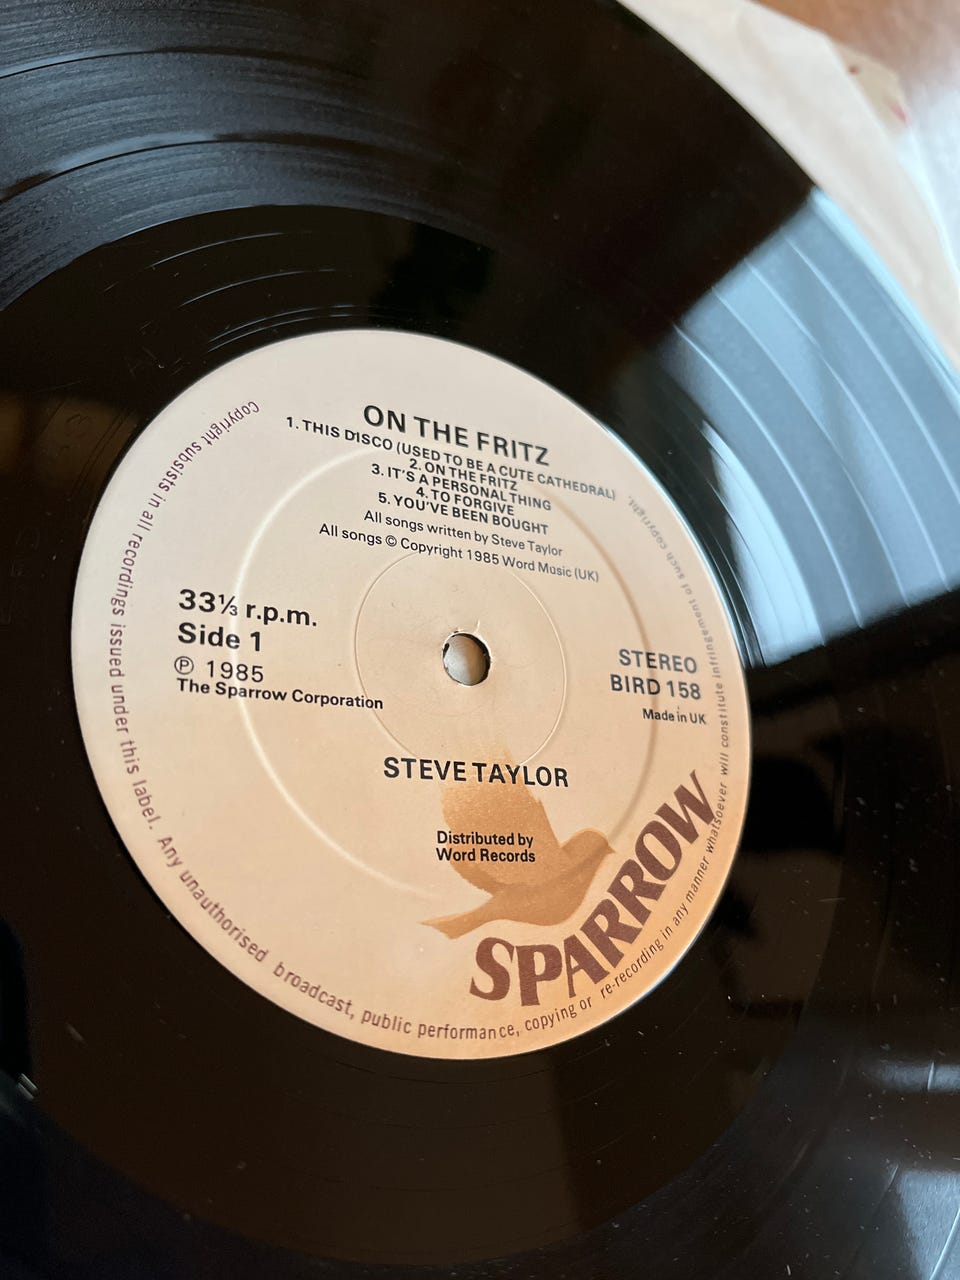 ON THE FRITZ
1. THIS DISCO (USED TO BE A CUTE CATHEDRAL)
2. ON THE FRITZ
3. IT'S A PERSONAL THING
4. TO FORGIVE
5. YOU'VE BEEN BOUGHT
All songs written by Steve Taylor
All songs © Copyright 1985 Word Music (UK)
33⅓ r.p.m.
Side 1
℗ 1985
The Sparrow Corporation
STEREO
BIRD 158
Made in UK
STEVE TAYLOR
Distributed by
Word Records
SPARROW
Copyright subsists in all recordings issued under this label. Any unauthorised broadcast, public performance, copying or re-recording in any manner whatsoever will constitute infringement of such copyright.